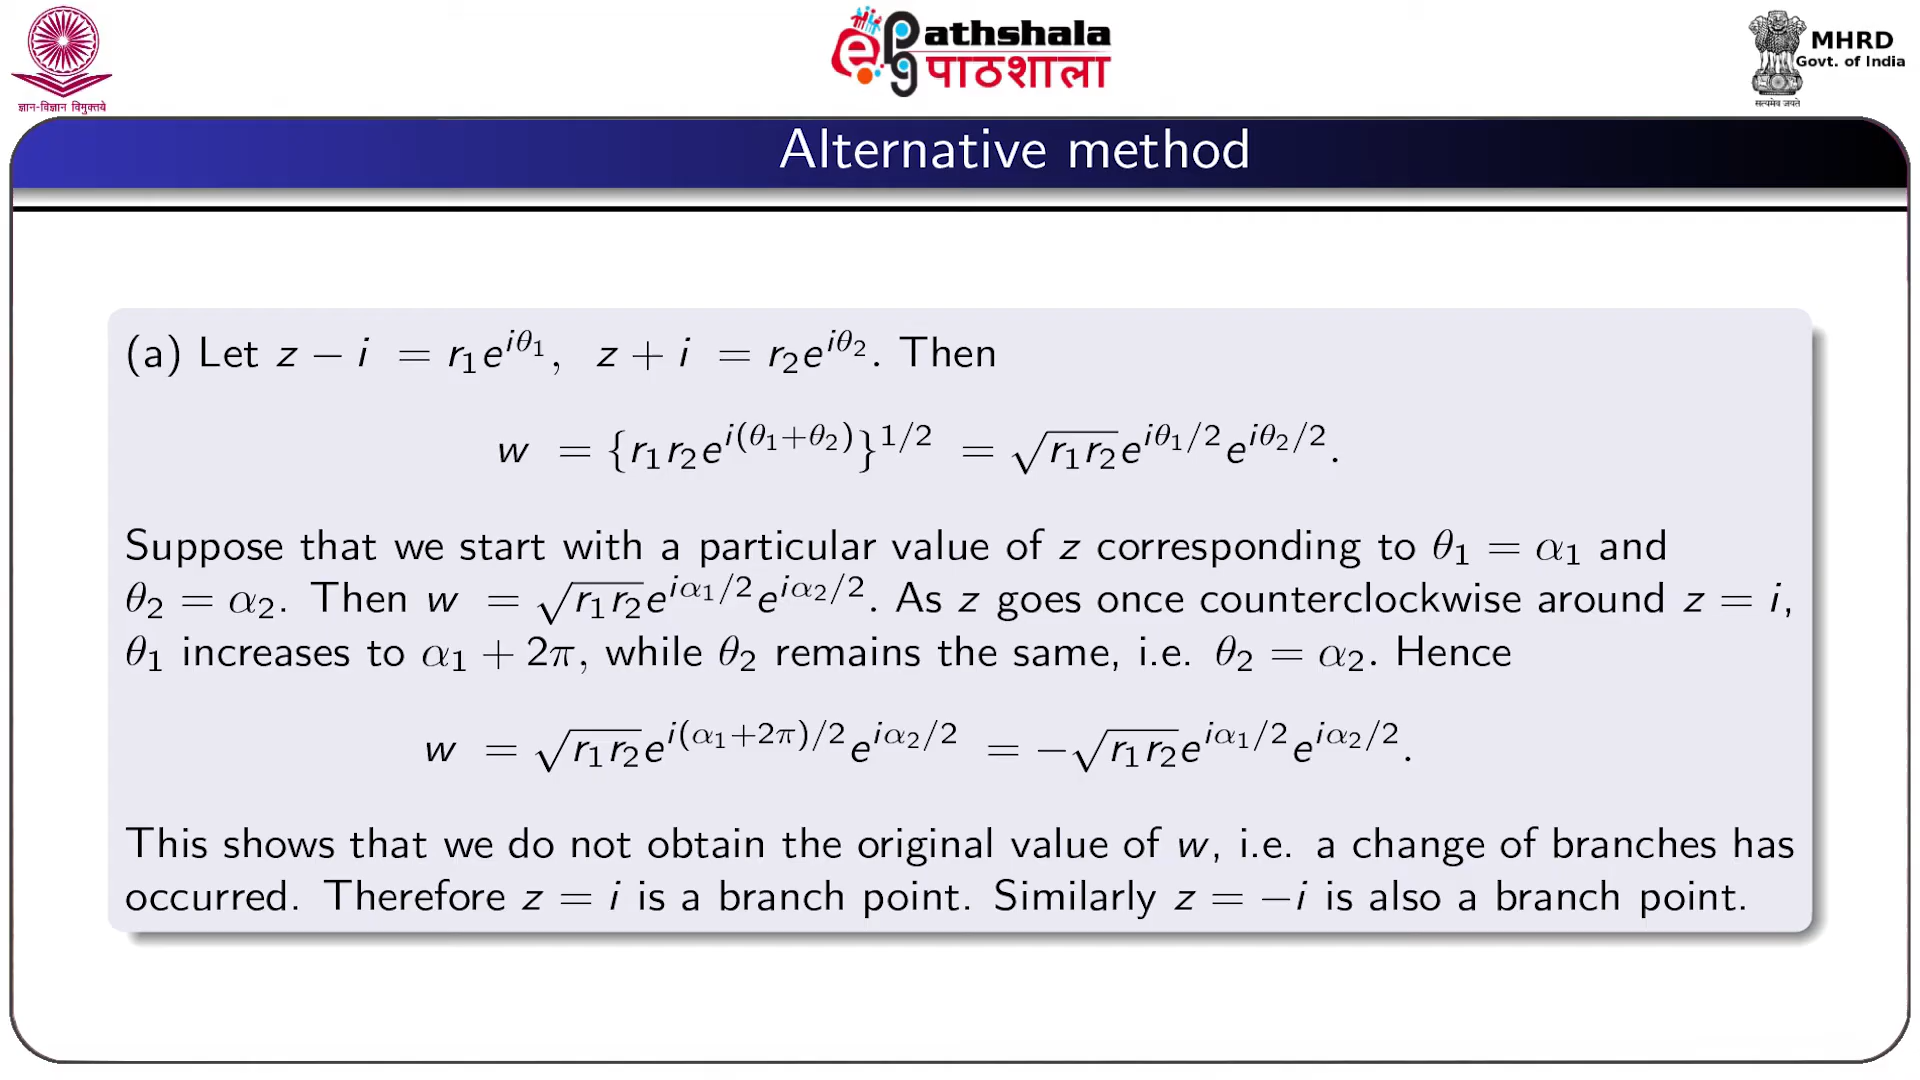 ज्ञान-विज्ञान विमुक्तये
ePathshala
पाठशाला
MHRD
Govt. of India
सत्यमेव जयते
Alternative method
(a) Let z − i = r₁e^{iθ₁}, z + i = r₂e^{iθ₂}. Then
w = {r₁r₂e^{i(θ₁+θ₂)}}^{1/2} = √(r₁r₂)e^{iθ₁/2}e^{iθ₂/2}.
Suppose that we start with a particular value of z corresponding to θ₁ = α₁ and
θ₂ = α₂. Then w = √(r₁r₂)e^{iα₁/2}e^{iα₂/2}. As z goes once counterclockwise around z = i,
θ₁ increases to α₁ + 2π, while θ₂ remains the same, i.e. θ₂ = α₂. Hence
w = √(r₁r₂)e^{i(α₁+2π)/2}e^{iα₂/2} = −√(r₁r₂)e^{iα₁/2}e^{iα₂/2}.
This shows that we do not obtain the original value of w, i.e. a change of branches has
occurred. Therefore z = i is a branch point. Similarly z = −i is also a branch point.